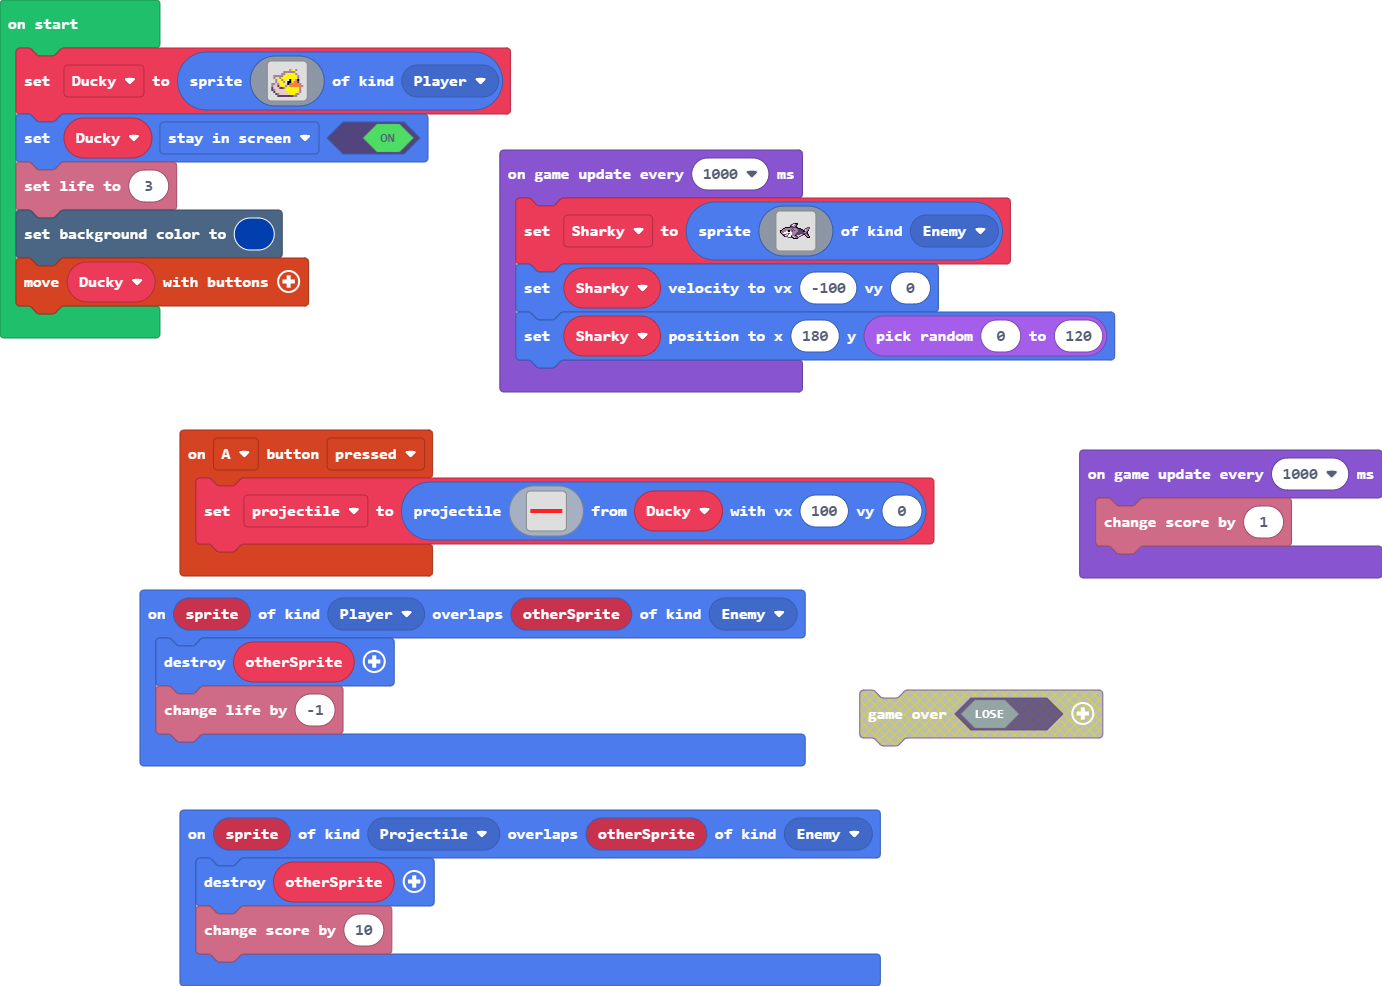 on start
set Ducky to sprite of kind Player
set Ducky stay in screen ON
set life to 3
set background color to
move Ducky with buttons
on game update every 1000 ms
set Sharky to sprite of kind Enemy
set Sharky velocity to vx -100 vy 0
set Sharky position to x 180 y pick random 0 to 120
on A button pressed
set projectile to projectile from Ducky with vx 100 vy 0
on game update every 1000 ms
change score by 1
on sprite of kind Player overlaps otherSprite of kind Enemy
destroy otherSprite
change life by -1
game over LOSE
on sprite of kind Projectile overlaps otherSprite of kind Enemy
destroy otherSprite
change score by 10